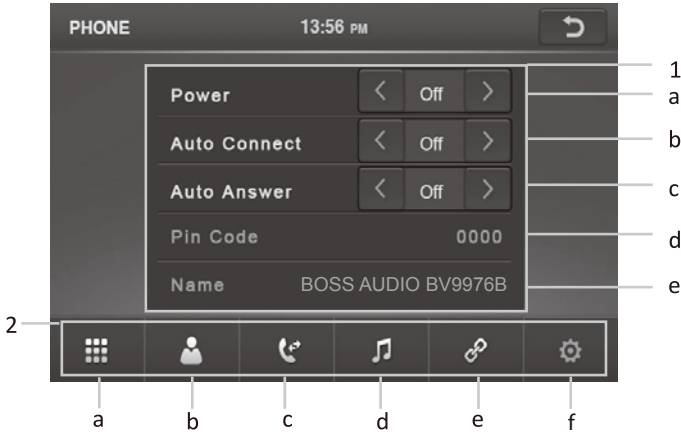 PHONE 13:56 PM
1
Power Off a
Auto Connect Off b
Auto Answer Off c
Pin Code 0000 d
Name BOSS AUDIO BV9976B e
2
a b c d e f